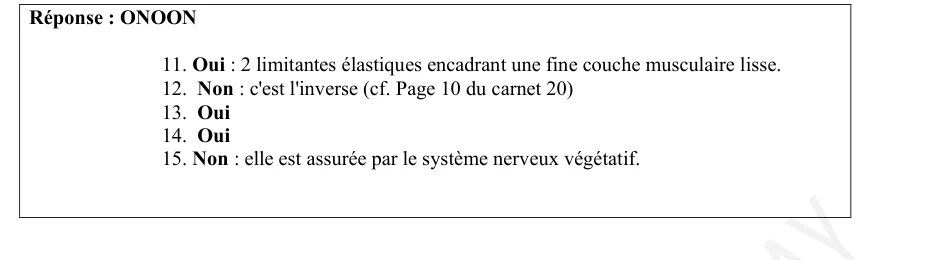 Réponse : ONOON
11. Oui : 2 limitantes élastiques encadrant une fine couche musculaire lisse.
12. Non : c'est l'inverse (cf. Page 10 du carnet 20)
13. Oui
14. Oui
15. Non : elle est assurée par le système nerveux végétatif.